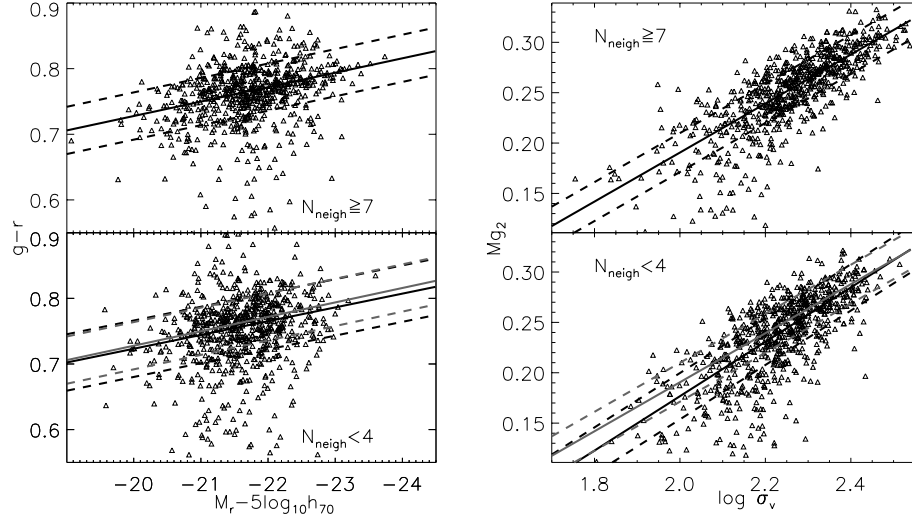 0.9
0.8
0.7
0.6
N_neigh≧7
0.9
0.8
0.7
0.6
N_neigh<4
g−r
−20 −21 −22 −23 −24
M_r−5log_10h_70
0.30
0.25
0.20
0.15
N_neigh≧7
0.30
0.25
0.20
0.15
N_neigh<4
Mg_2
1.8 2.0 2.2 2.4
log σ_v